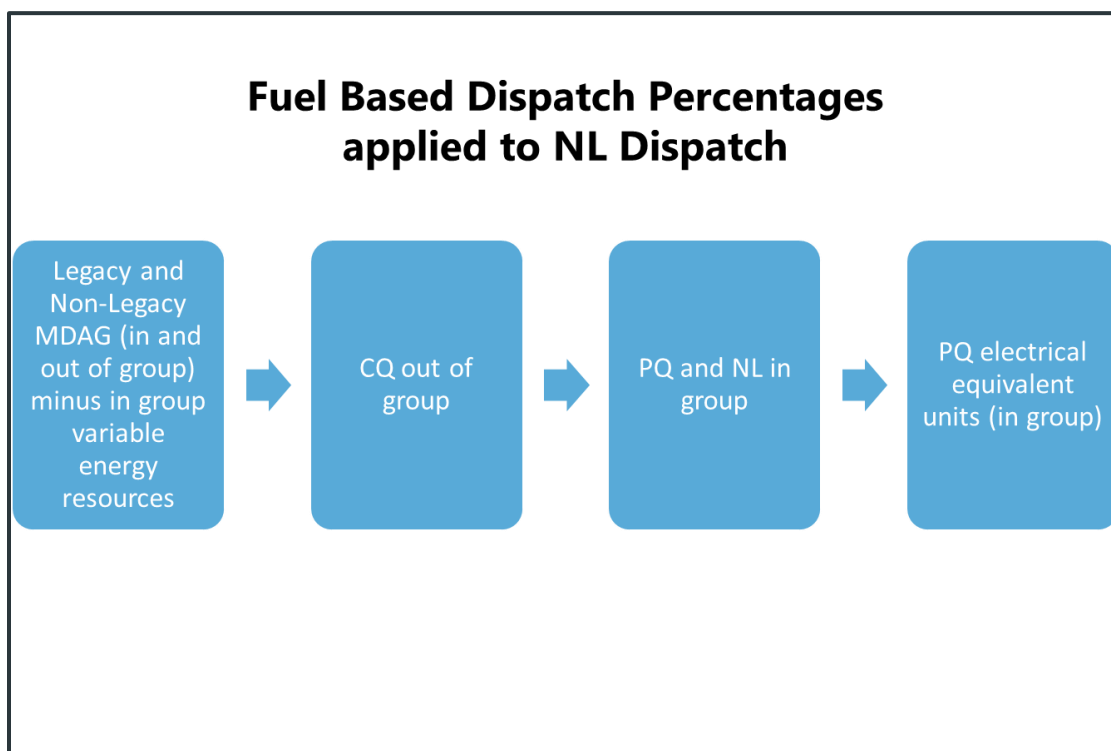 Fuel Based Dispatch Percentages
applied to NL Dispatch
Legacy and
Non-Legacy
MDAG (in and
out of group)
minus in group
variable
energy
resources
CQ out of
group
PQ and NL in
group
PQ electrical
equivalent
units (in group)